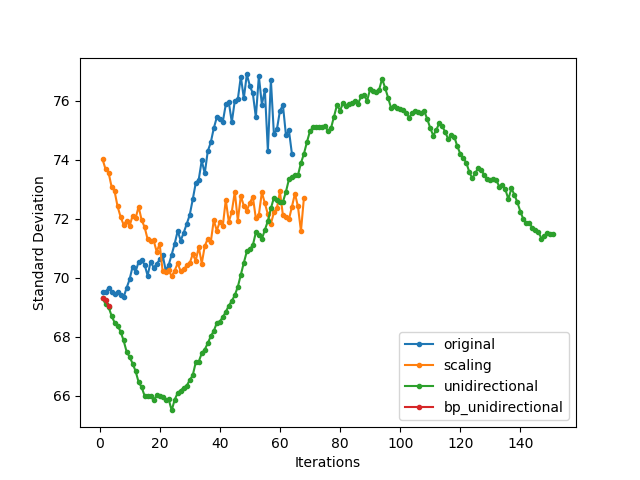 76
74
72
70
68
66
Standard Deviation
0 20 40 60 80 100 120 140
Iterations
original
scaling
unidirectional
bp_unidirectional